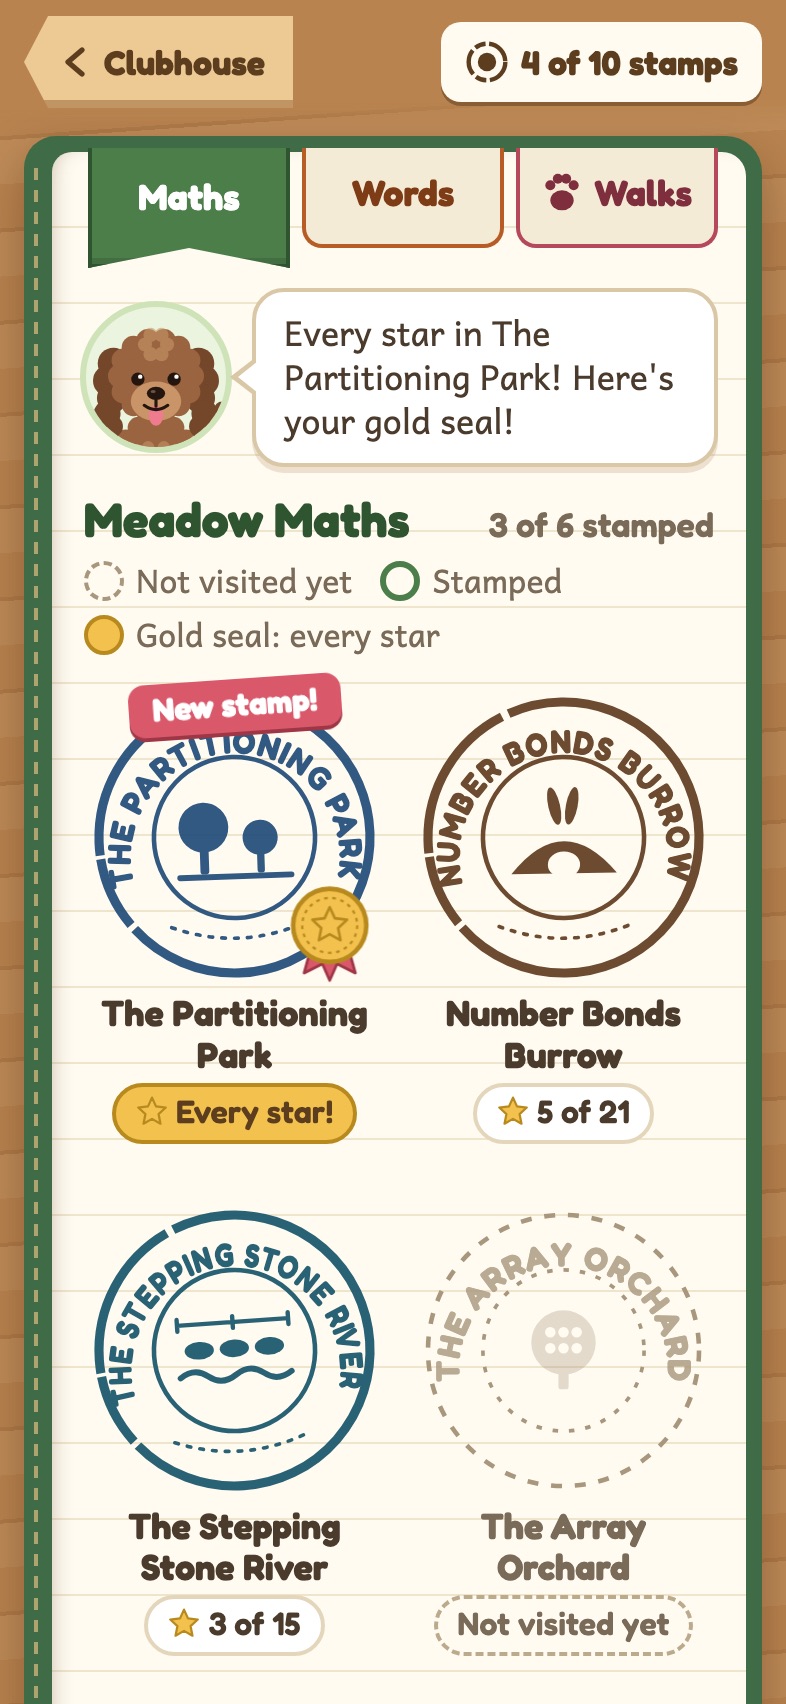 Clubhouse
4 of 10 stamps
Maths
Words
Walks
Every star in The
Partitioning Park! Here's
your gold seal!
Meadow Maths
3 of 6 stamped
Not visited yet
Stamped
Gold seal: every star
New stamp!
THE PARTITIONING PARK
NUMBER BONDS BURROW
The Partitioning
Park
Number Bonds
Burrow
Every star!
5 of 21
THE STEPPING STONE RIVER
THE ARRAY ORCHARD
The Stepping
Stone River
The Array
Orchard
3 of 15
Not visited yet